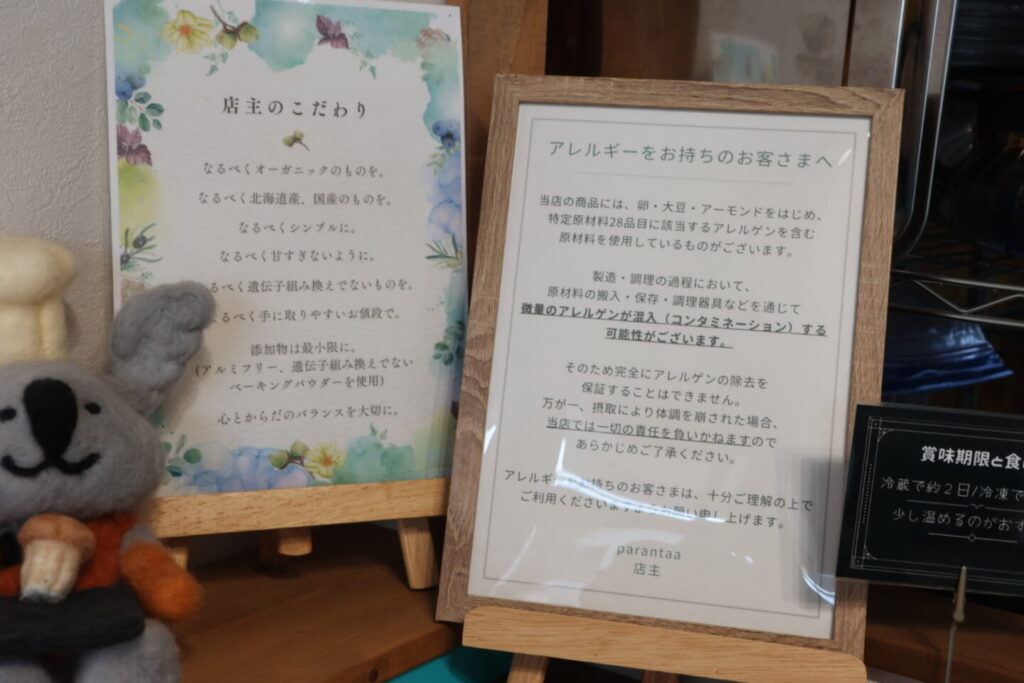 店主のこだわり
なるべくオーガニックのものを。
なるべく北海道産、国産のものを。
なるべくシンプルに。
なるべく甘すぎないように。
るべく遺伝子組み換えでないものを。
なるべく手に取りやすいお値段で。
添加物は最小限に。
(アルミフリー、遺伝子組み換えでない
ベーキングパウダーを使用)
心とからだのバランスを大切に。
アレルギーをお持ちのお客さまへ
当店の商品には、卵・大豆・アーモンドをはじめ、
特定原材料28品目に該当するアレルゲンを含む
原材料を使用しているものがございます。
製造・調理の過程において、
原材料の搬入・保存・調理器具などを通じて
微量のアレルゲンが混入（コンタミネーション）する
可能性がございます。
そのため完全にアレルゲンの除去を
保証することはできません。
万が一、摂取により体調を崩された場合、
当店では一切の責任を負いかねますので
あらかじめご了承ください。
アレルギーをお持ちのお客さまは、十分ご理解の上で
ご利用くださいますようお願い申し上げます。
parantaa
店主
賞味期限と食
冷蔵で約2日/冷凍で
少し温めるのがおす